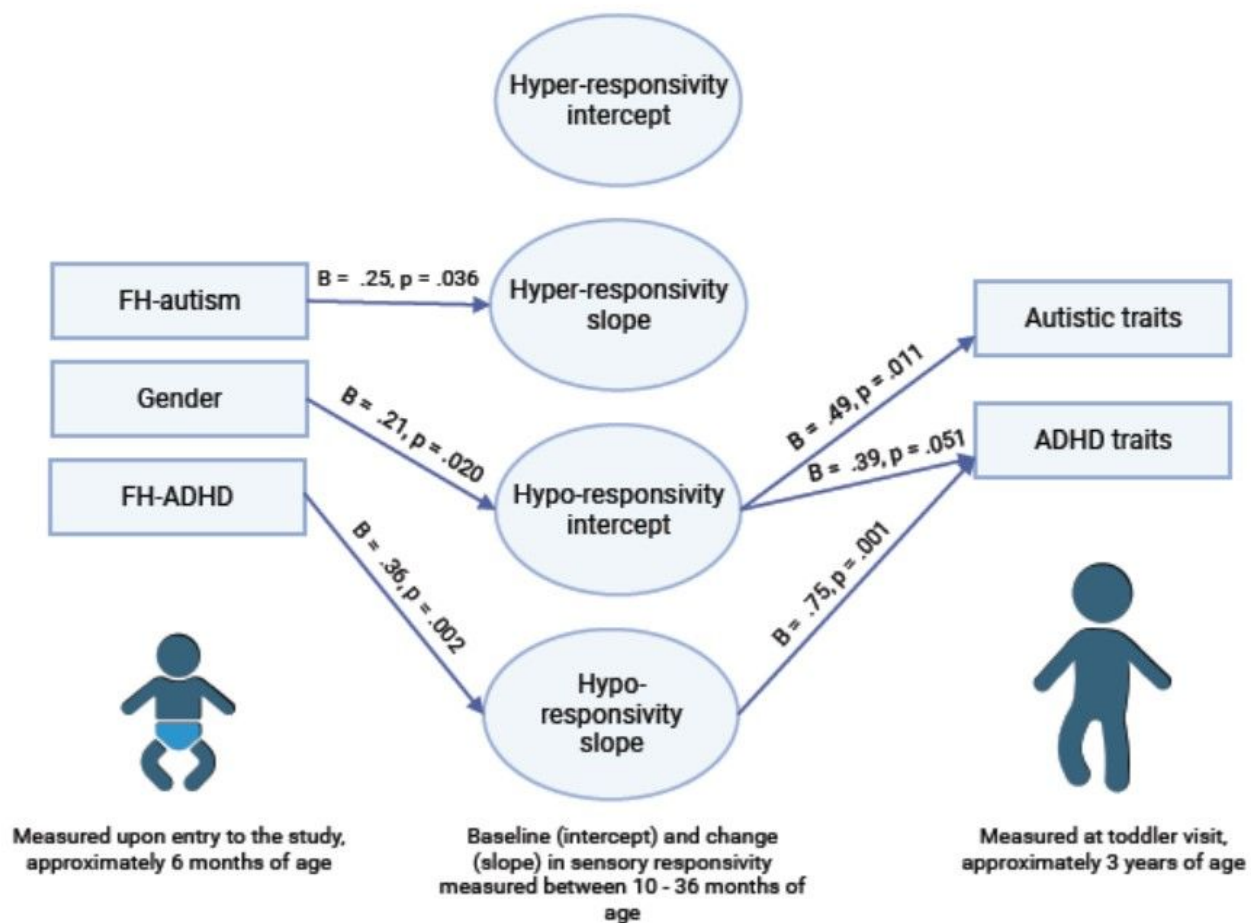 Hyper-responsivity
intercept
Hyper-responsivity
slope
FH-autism
B = .25, p = .036
Gender
B = .21, p = .020
FH-ADHD
B = .36, p = .002
Hypo-responsivity
intercept
Hypo-
responsivity
slope
B = .49, p = .011
B = .39, p = .051
B = .75, p = .001
Autistic traits
ADHD traits
Measured upon entry to the study,
approximately 6 months of age
Baseline (intercept) and change
(slope) in sensory responsivity
measured between 10 - 36 months of
age
Measured at toddler visit,
approximately 3 years of age